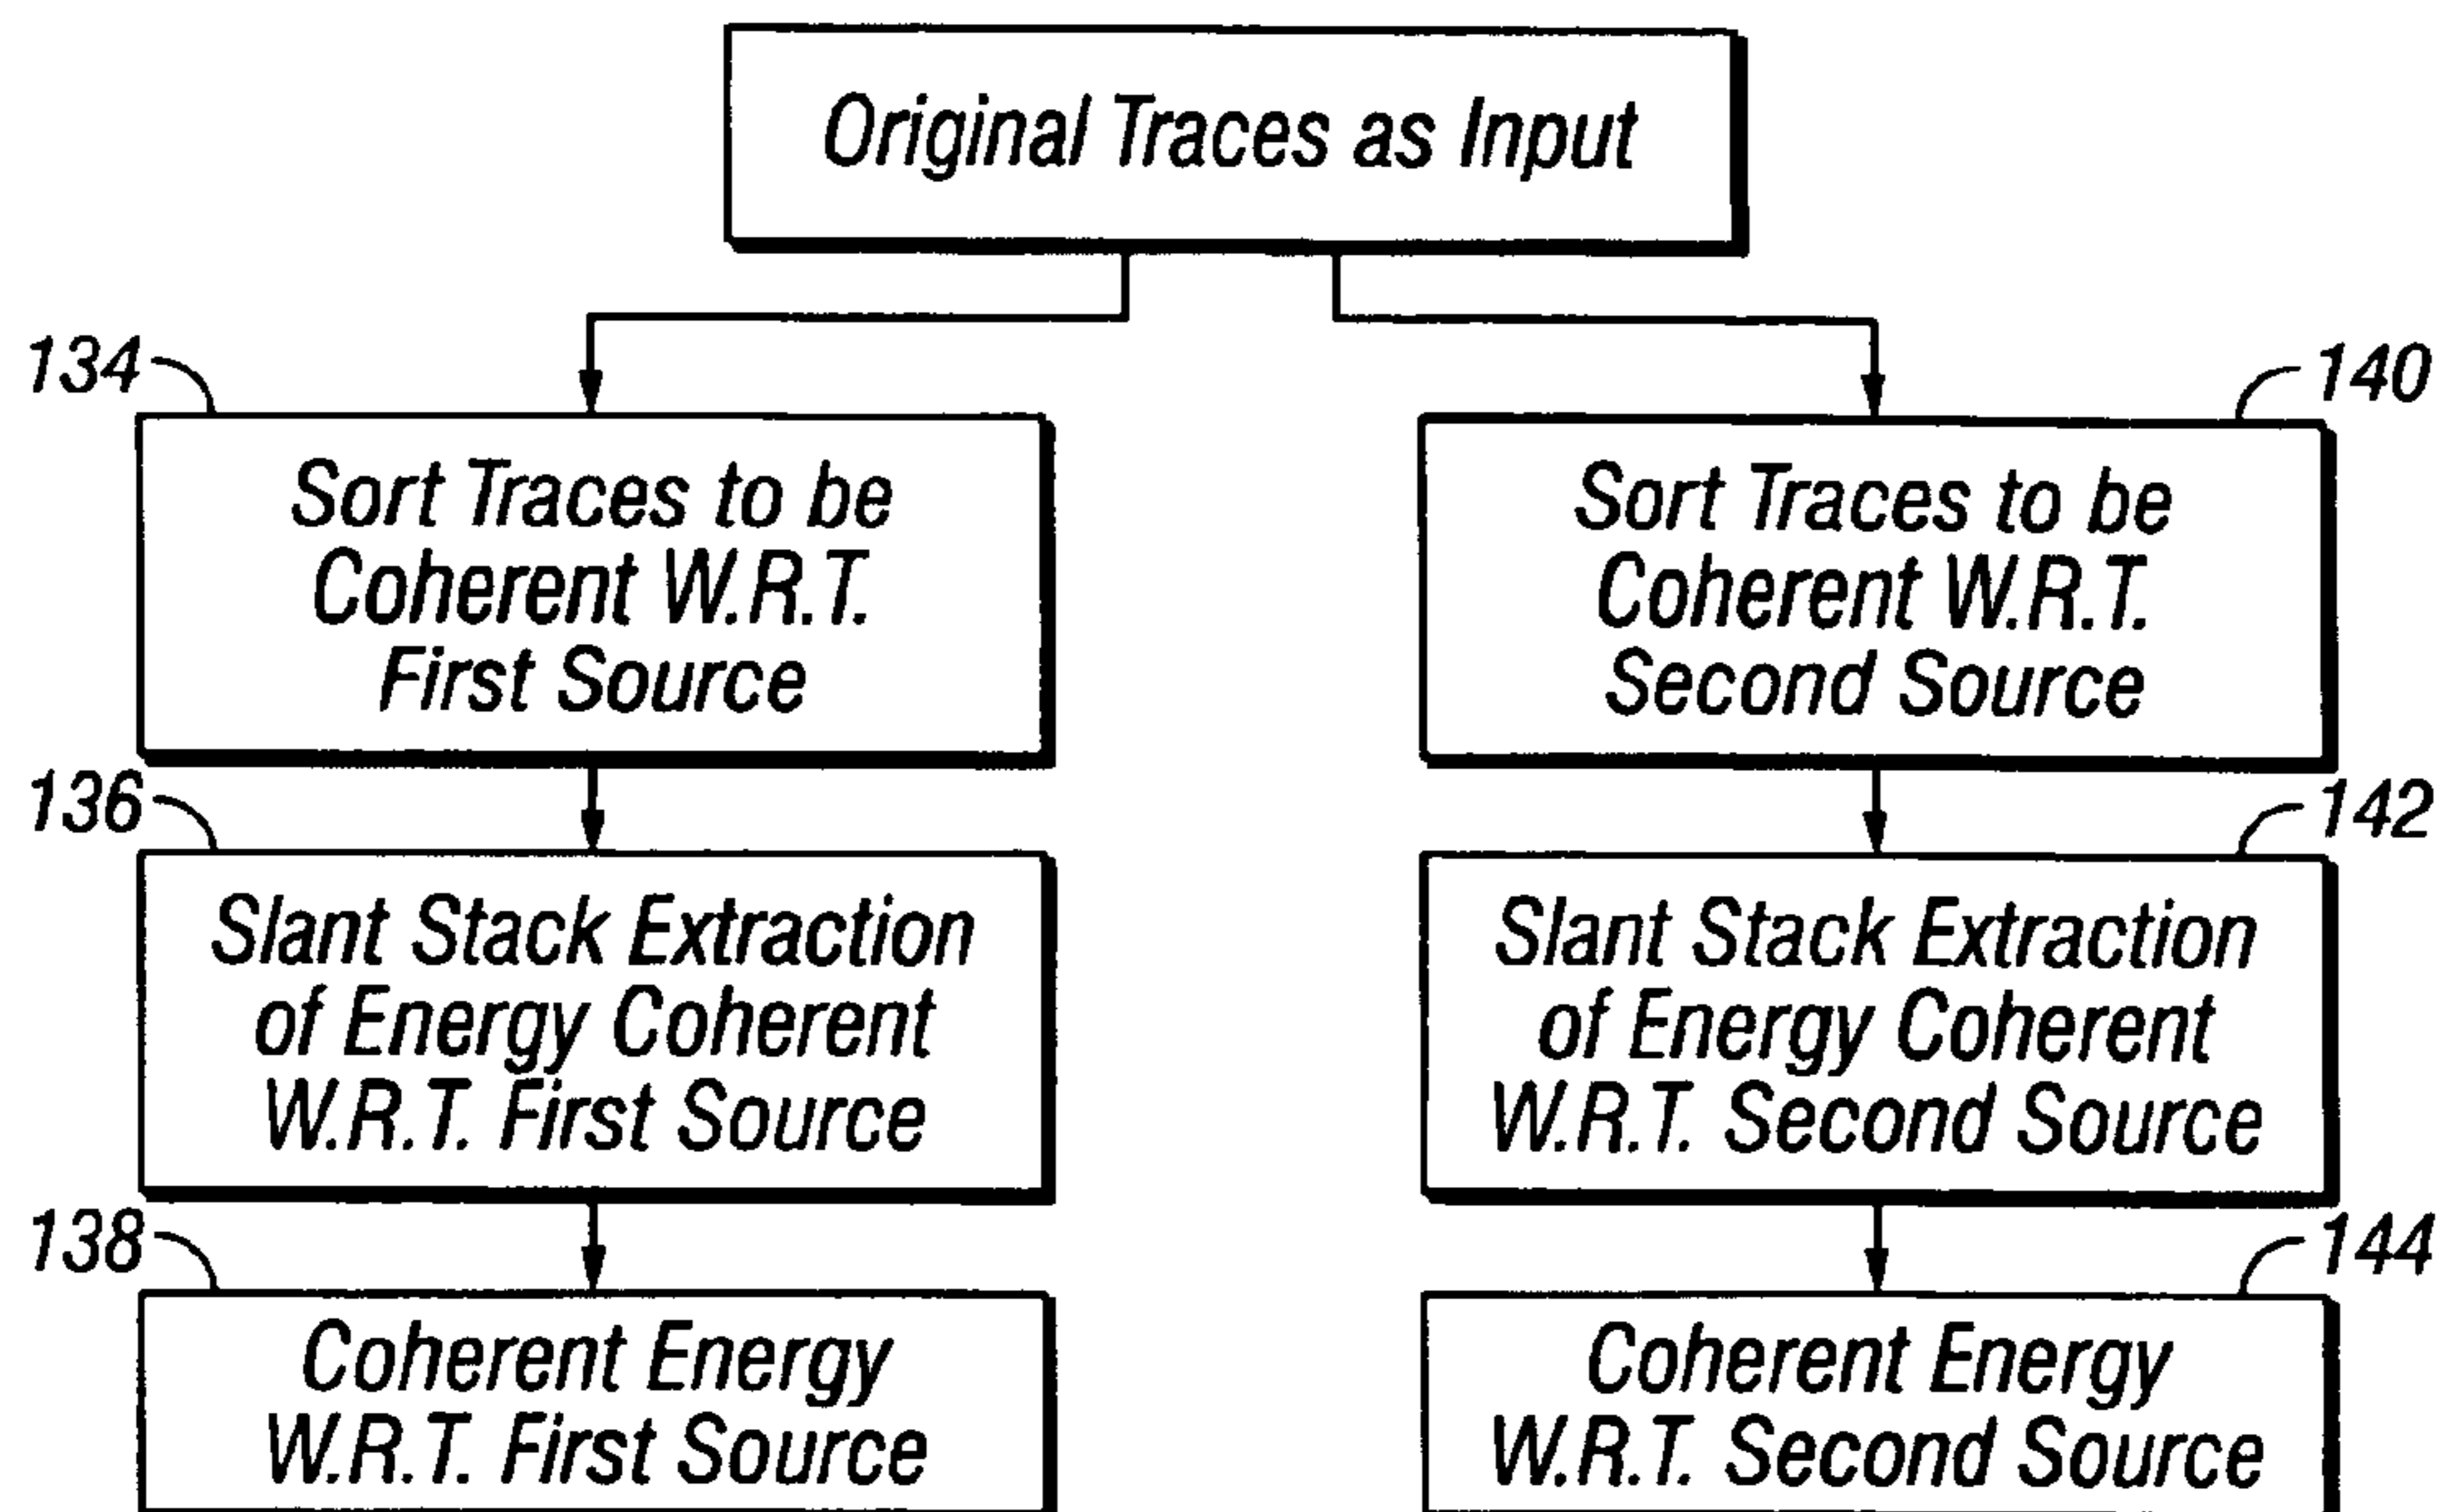 Original Traces as Input
134
Sort Traces to be
Coherent W.R.T.
First Source
140
Sort Traces to be
Coherent W.R.T.
Second Source
136
Slant Stack Extraction
of Energy Coherent
W.R.T. First Source
142
Slant Stack Extraction
of Energy Coherent
W.R.T. Second Source
138
Coherent Energy
W.R.T. First Source
144
Coherent Energy
W.R.T. Second Source